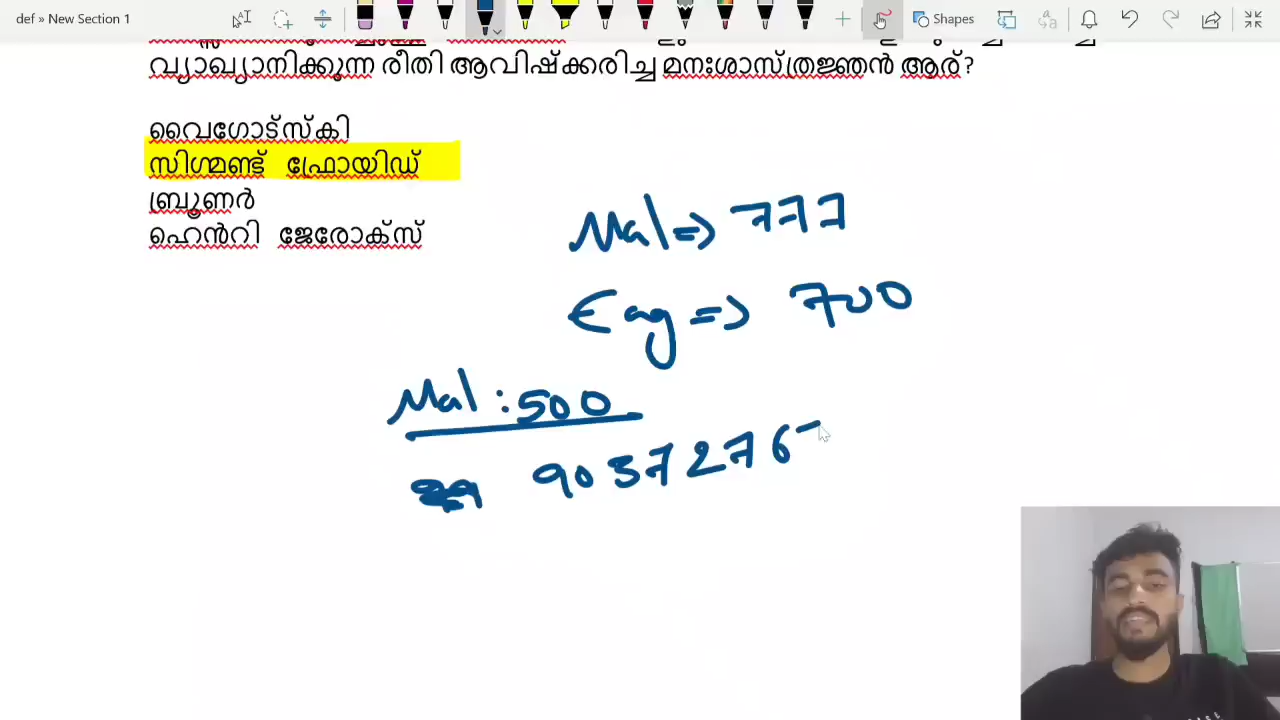 def » New Section 1
Shapes
വ്യാഖ്യാനിക്കുന്ന രീതി ആവിഷ്ക്കരിച്ച മനഃശാസ്ത്രജ്ഞൻ ആര്?
വൈഗോട്സ്കി
സിഗ്മണ്ട് ഫ്രോയിഡ്
ബ്രൂണർ
ഹെൻറി ജേരോക്സ്
Mal => 777
Eng => 700
Mal : 500
90372767